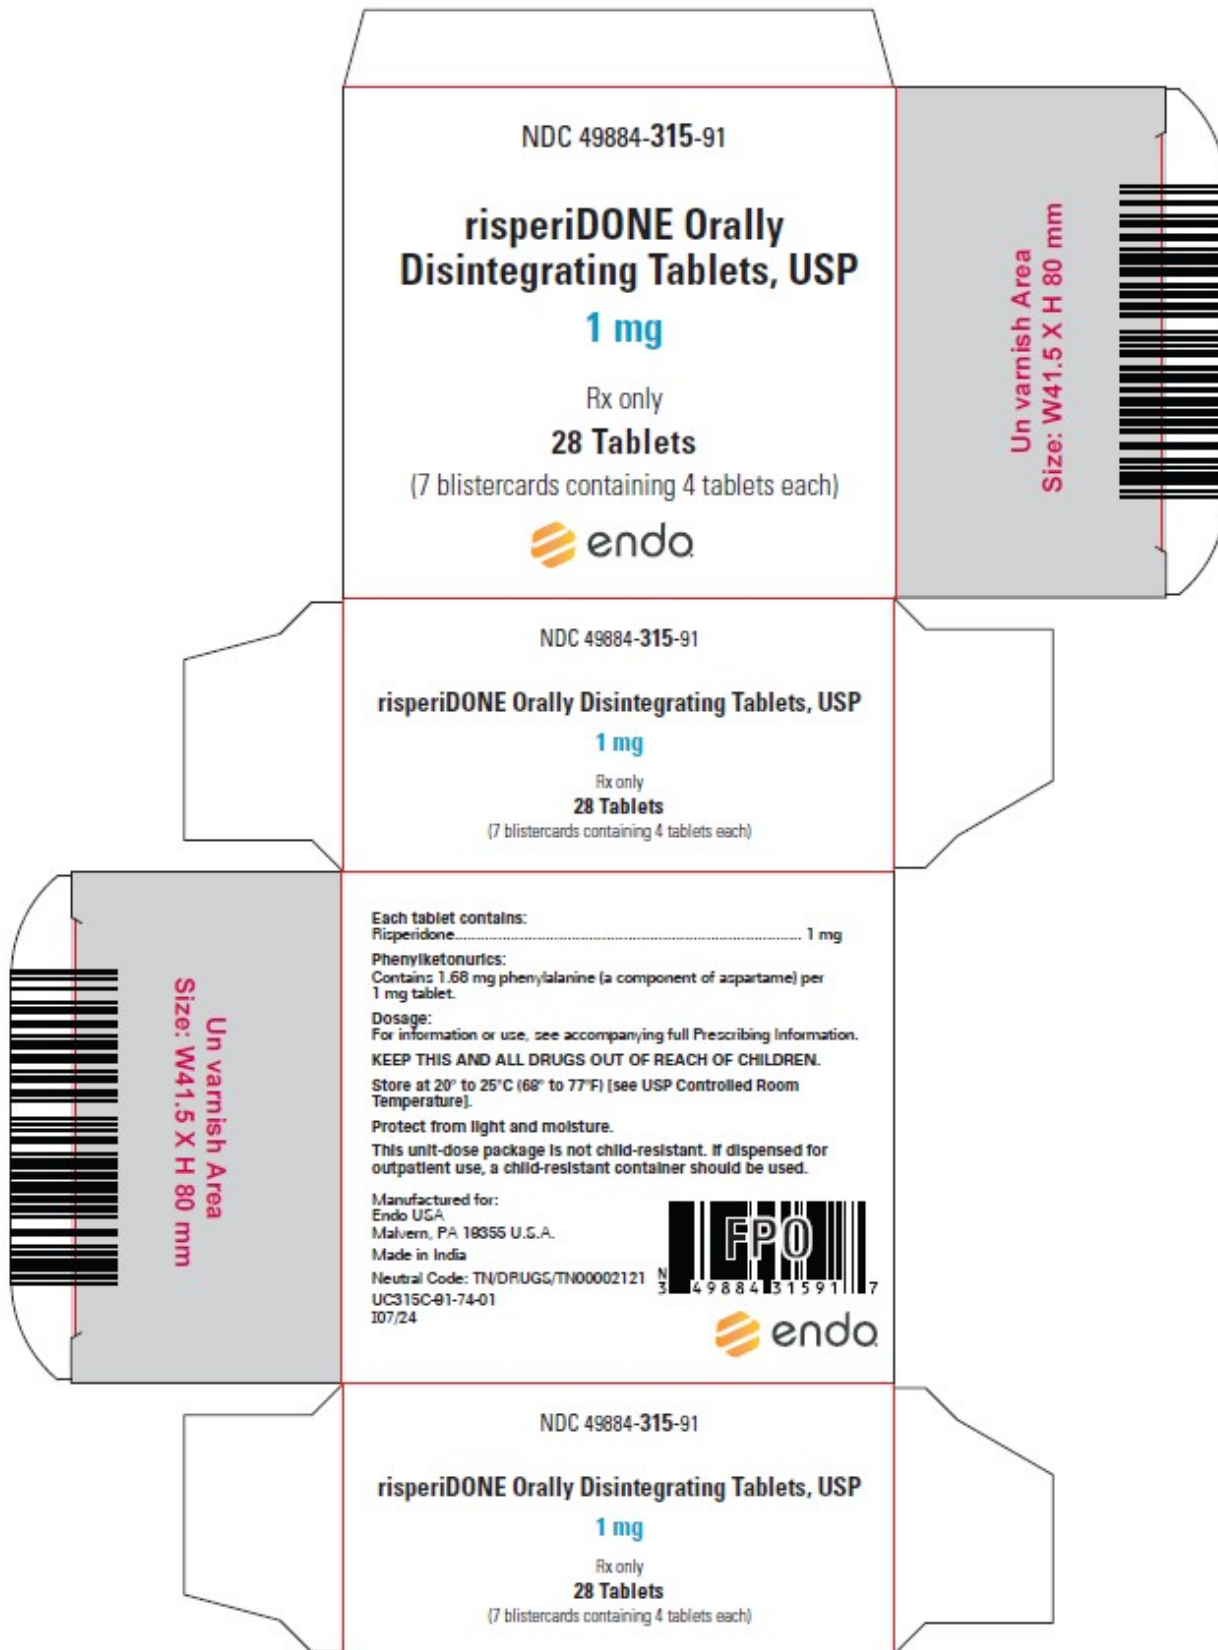 NDC 49884-315-91
risperiDONE Orally
Disintegrating Tablets, USP
1 mg
Rx only
28 Tablets
(7 blistercards containing 4 tablets each)
endo
Un varnish Area
Size: W41.5 X H 80 mm
NDC 49884-315-91
risperiDONE Orally Disintegrating Tablets, USP
1 mg
Rx only
28 Tablets
(7 blistercards containing 4 tablets each)
Un varnish Area
Size: W41.5 X H 80 mm
Each tablet contains:
Risperidone.................................................................................... 1 mg
Phenylketonurics:
Contains 1.68 mg phenylalanine (a component of aspartame) per
1 mg tablet.
Dosage:
For information or use, see accompanying full Prescribing Information.
KEEP THIS AND ALL DRUGS OUT OF REACH OF CHILDREN.
Store at 20° to 25°C (68° to 77°F) [see USP Controlled Room
Temperature].
Protect from light and moisture.
This unit-dose package is not child-resistant. If dispensed for
outpatient use, a child-resistant container should be used.
Manufactured for:
Endo USA
Malvern, PA 19355 U.S.A.
Made in India
Neutral Code: TN/DRUGS/TN00002121
UC315C-91-74-01
I07/24
FPO
N
3 49884 31591 7
endo
NDC 49884-315-91
risperiDONE Orally Disintegrating Tablets, USP
1 mg
Rx only
28 Tablets
(7 blistercards containing 4 tablets each)